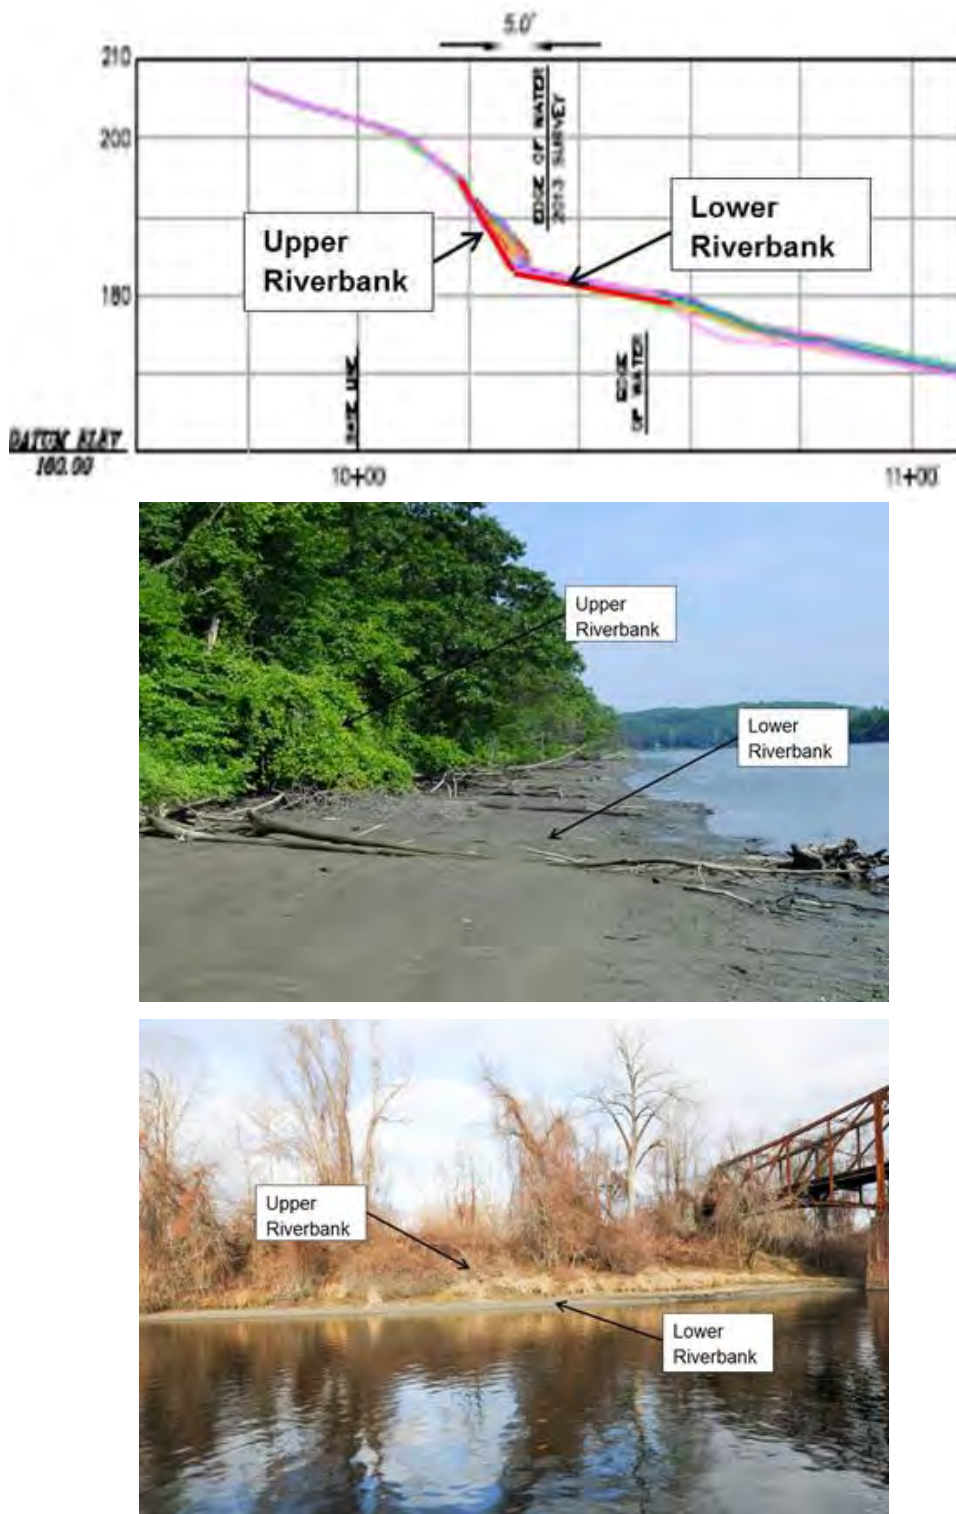 5.0'
210
200
180
EDGE OF WATER
2013 SURVEY
Upper
Riverbank
Lower
Riverbank
EDGE
OF WATER
DATUM ELEV
160.00
10+00
11+00
Upper
Riverbank
Lower
Riverbank
Upper
Riverbank
Lower
Riverbank